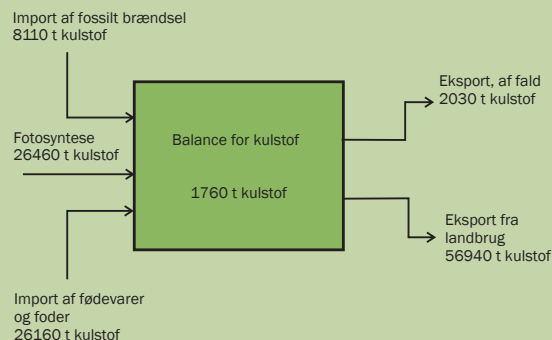 Import af fossilt brændsel
8110 t kulstof
Fotosyntese
26460 t kulstof
Import af fødevarer
og foder
26160 t kulstof
Balance for kulstof
1760 t kulstof
Eksport, af fald
2030 t kulstof
Eksport fra
landbrug
56940 t kulstof